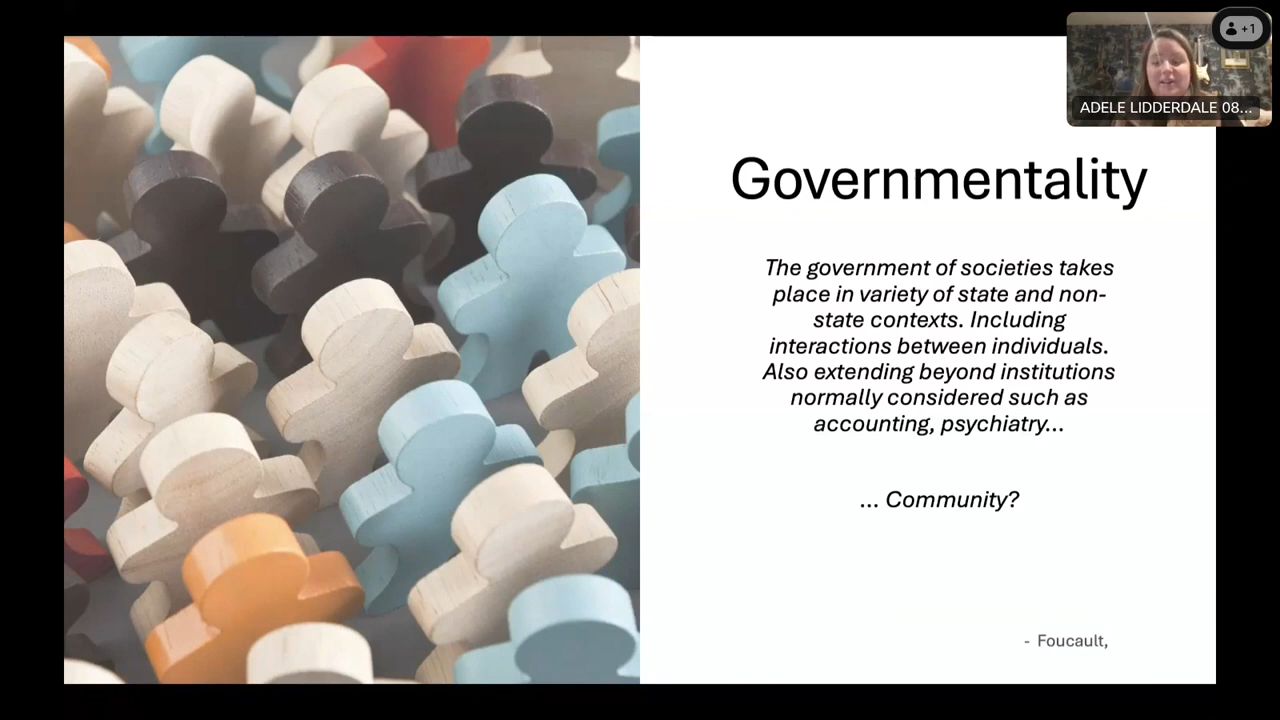 +1
ADELE LIDDERDALE 08...
Governmentality
The government of societies takes
place in variety of state and non-
state contexts. Including
interactions between individuals.
Also extending beyond institutions
normally considered such as
accounting, psychiatry...
... Community?
- Foucault,